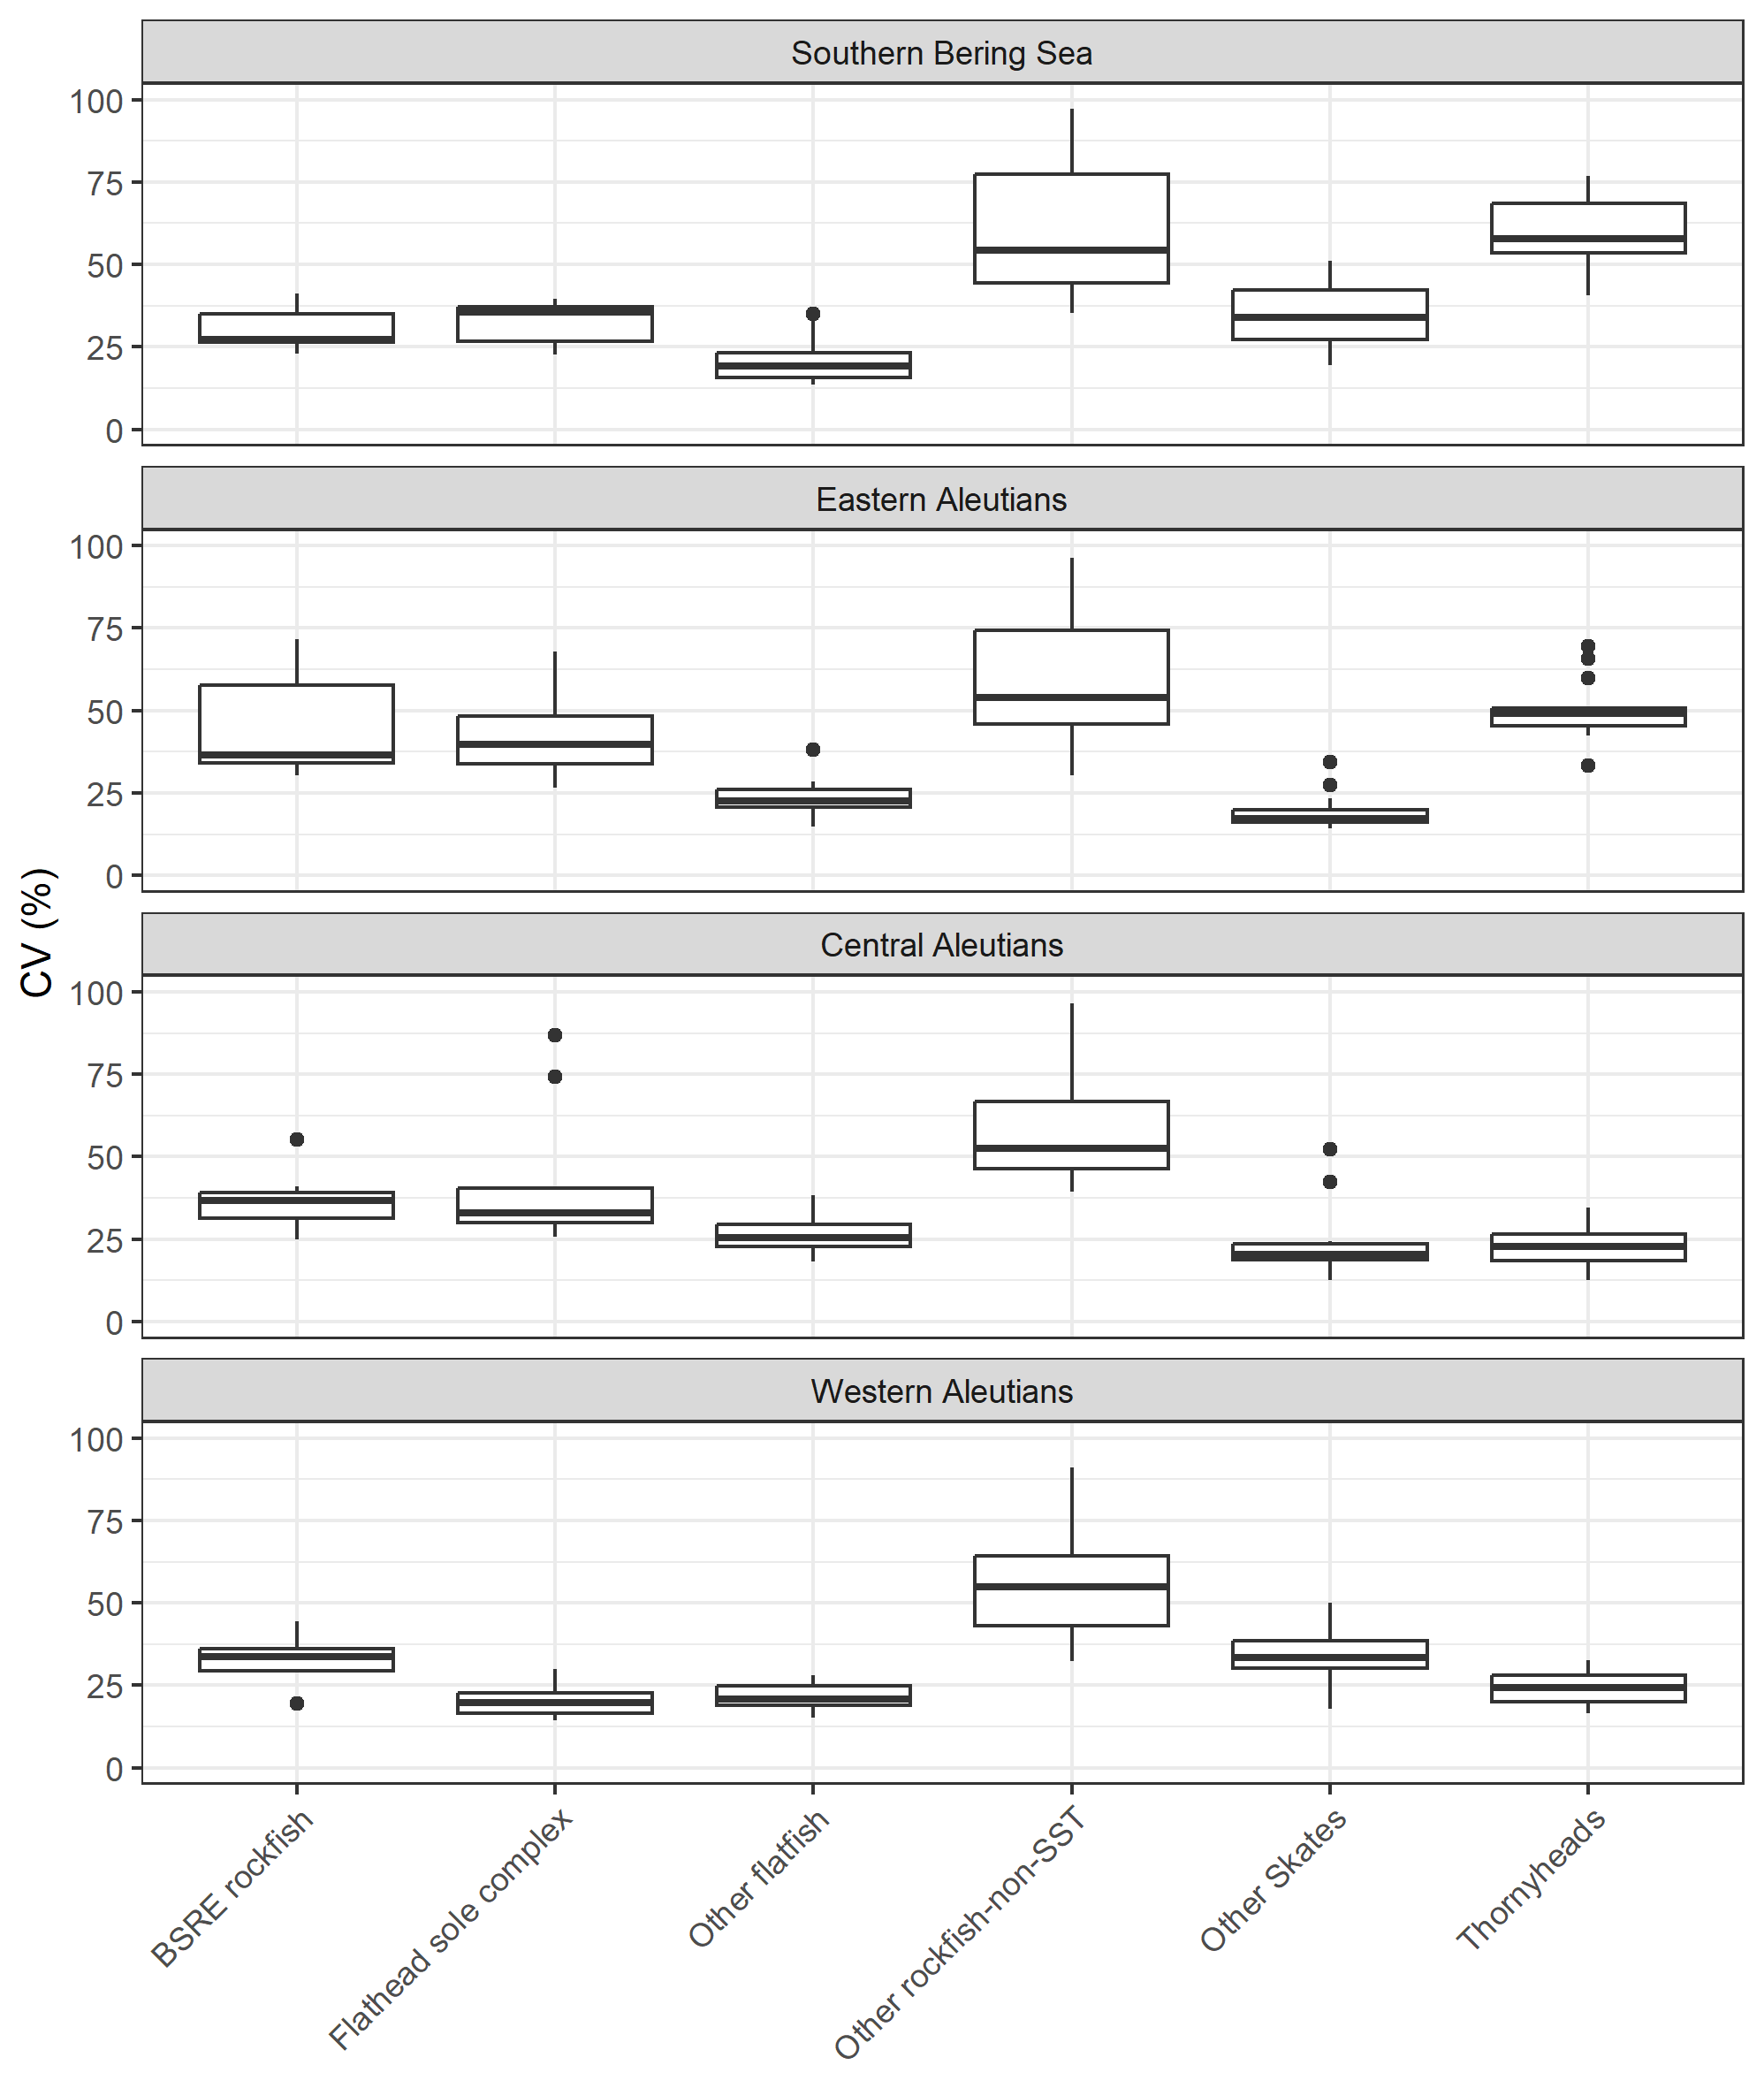 Southern Bering Sea
100
75
50
25
0
Eastern Aleutians
100
75
50
25
0
CV (%)
Central Aleutians
100
75
50
25
0
Western Aleutians
100
75
50
25
0
BSRE rockfish
Flathead sole complex
Other flatfish
Other rockfish-non-SST
Other Skates
Thornyheads